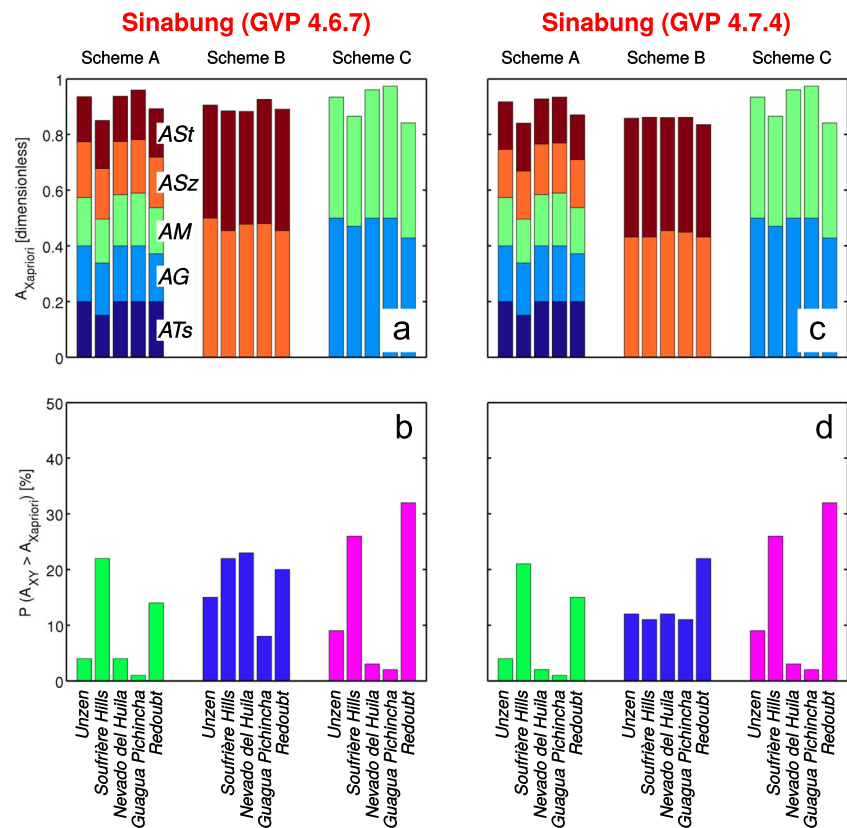 Sinabung (GVP 4.6.7)
Sinabung (GVP 4.7.4)
Scheme A
Scheme B
Scheme C
Scheme A
Scheme B
Scheme C
A_Xapriori [dimensionless]
1
0.8
0.6
0.4
0.2
0
ASt
ASz
AM
AG
ATs
a
c
P (A_XY > A_Xapriori) [%]
50
40
30
20
10
0
b
d
Unzen
Soufrière Hills
Nevado del Huila
Guagua Pichincha
Redoubt
Unzen
Soufrière Hills
Nevado del Huila
Guagua Pichincha
Redoubt
Unzen
Soufrière Hills
Nevado del Huila
Guagua Pichincha
Redoubt
Unzen
Soufrière Hills
Nevado del Huila
Guagua Pichincha
Redoubt
Unzen
Soufrière Hills
Nevado del Huila
Guagua Pichincha
Redoubt
Unzen
Soufrière Hills
Nevado del Huila
Guagua Pichincha
Redoubt